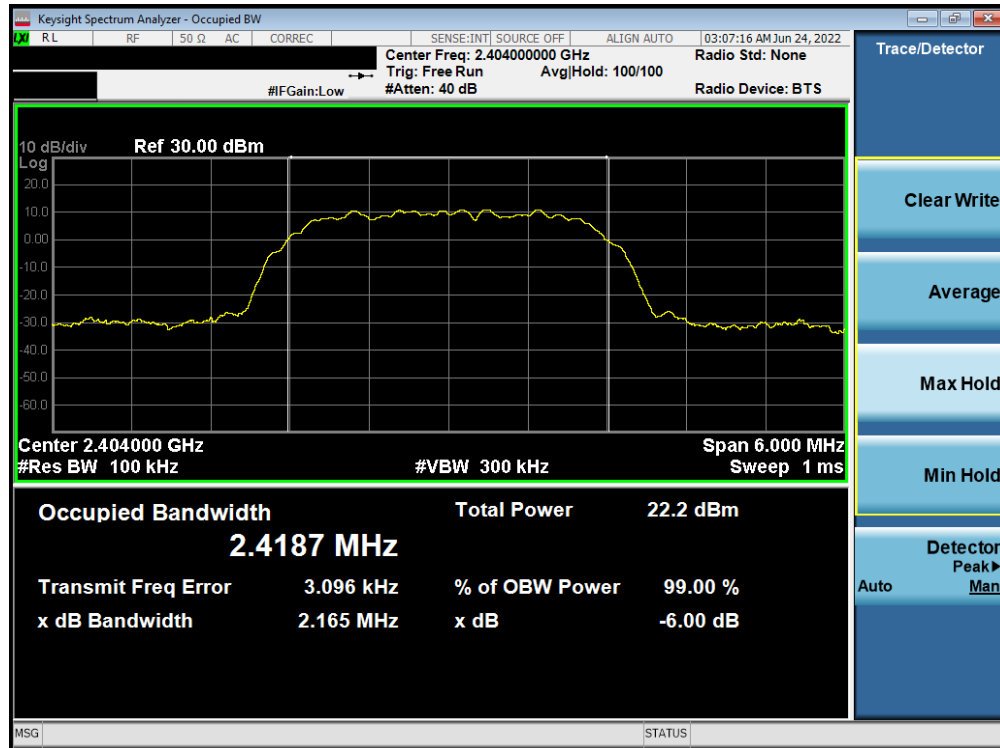 Keysight Spectrum Analyzer - Occupied BW
LXI RL RF 50 Ω AC CORREC SENSE:INT SOURCE OFF ALIGN AUTO 03:07:16 AM Jun 24, 2022
Center Freq: 2.404000000 GHz Radio Std: None
Trig: Free Run Avg|Hold: 100/100
#IFGain:Low #Atten: 40 dB Radio Device: BTS
10 dB/div Ref 30.00 dBm
Log
20.0
10.0
0.00
-10.0
-20.0
-30.0
-40.0
-50.0
-60.0
Center 2.404000 GHz Span 6.000 MHz
#Res BW 100 kHz #VBW 300 kHz Sweep 1 ms
Occupied Bandwidth Total Power 22.2 dBm
2.4187 MHz
Transmit Freq Error 3.096 kHz % of OBW Power 99.00 %
x dB Bandwidth 2.165 MHz x dB -6.00 dB
MSG STATUS
Trace/Detector
Clear Write
Average
Max Hold
Min Hold
Detector
Peak▶
Auto Man